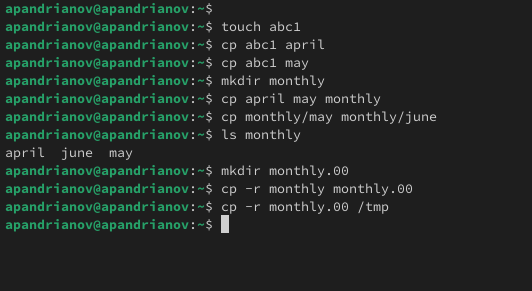 apandrianov@apandrianov:~$
apandrianov@apandrianov:~$ touch abc1
apandrianov@apandrianov:~$ cp abc1 april
apandrianov@apandrianov:~$ cp abc1 may
apandrianov@apandrianov:~$ mkdir monthly
apandrianov@apandrianov:~$ cp april may monthly
apandrianov@apandrianov:~$ cp monthly/may monthly/june
apandrianov@apandrianov:~$ ls monthly
april  june  may
apandrianov@apandrianov:~$ mkdir monthly.00
apandrianov@apandrianov:~$ cp -r monthly monthly.00
apandrianov@apandrianov:~$ cp -r monthly.00 /tmp
apandrianov@apandrianov:~$